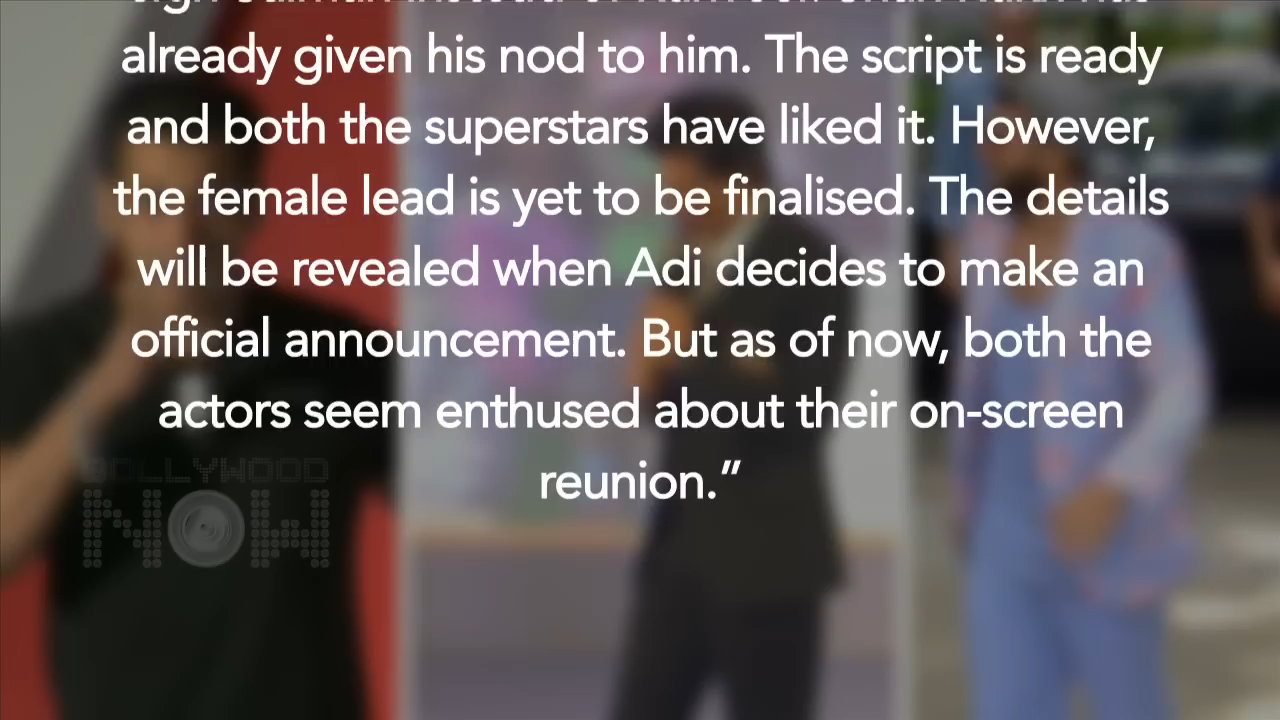 already given his nod to him. The script is ready
and both the superstars have liked it. However,
the female lead is yet to be finalised. The details
will be revealed when Adi decides to make an
official announcement. But as of now, both the
actors seem enthused about their on-screen
reunion.”
BOLLYWOOD
NOW